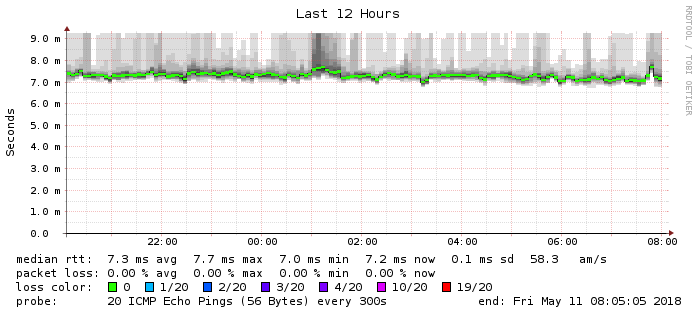 Last 12 Hours
RRDTOOL / TOBI OETIKER
Seconds
9.0 m
8.0 m
7.0 m
6.0 m
5.0 m
4.0 m
3.0 m
2.0 m
1.0 m
0.0
22:00 00:00 02:00 04:00 06:00 08:00
median rtt: 7.3 ms avg 7.7 ms max 7.0 ms min 7.2 ms now 0.1 ms sd 58.3 am/s
packet loss: 0.00 % avg 0.00 % max 0.00 % min 0.00 % now
loss color: 0 1/20 2/20 3/20 4/20 10/20 19/20
probe: 20 ICMP Echo Pings (56 Bytes) every 300s end: Fri May 11 08:05:05 2018